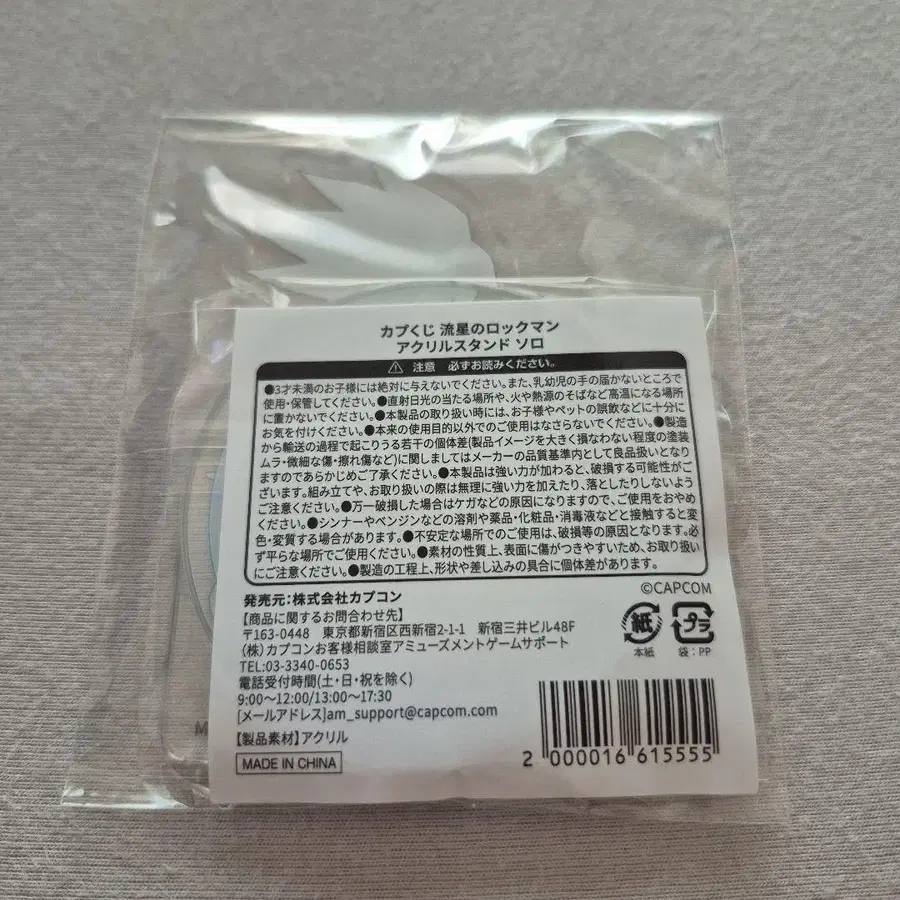 カプくじ 流星のロックマン
アクリルスタンド ソロ
注意 必ずお読みください。
●3才未満のお子様には絶対に与えないでください。また、乳幼児の手の届かないところで
使用・保管してください。●直射日光の当たる場所や、火や熱源のそばなど高温になる場所
に置かないでください。●本製品の取り扱い時には、お子様やペットの誤飲などに十分に
お気を付けください。●本来の使用目的以外でのご使用はなさらないでください。●製造
から輸送の過程で起こりうる若干の個体差(製品イメージを大きく損なわない程度の塗装
ムラ・微細な傷・擦れ傷など)に関しましてはメーカーの品質基準内として良品扱いとなり
ますのであらかじめご了承ください。●本製品は強い力が加わると、破損する可能性がご
ざいます。組み立てや、お取り扱いの際は無理に強い力を加えたり、落としたりしないよう
ご注意ください。●万一破損した場合はケガなどの原因になりますので、ご使用をおやめ
ください。●シンナーやベンジンなどの溶剤や薬品・化粧品・消毒液などと接触すると変
色・変質する場合があります。●不安定な場所でのご使用は、破損等の原因となります。必
ず平らな場所でご使用ください。●素材の性質上、表面に傷がつきやすいため、お取り扱い
にご注意ください。●製造の工程上、形状や差し込みの具合に個体差があります。
©CAPCOM
発売元:株式会社カプコン
【商品に関するお問合わせ先】
〒163-0448 東京都新宿区西新宿2-1-1 新宿三井ビル48F
(株)カプコンお客様相談室アミューズメントゲームサポート
TEL:03-3340-0653
電話受付時間(土・日・祝を除く)
9:00〜12:00/13:00〜17:30
[メールアドレス]am_support@capcom.com
【製品素材】アクリル
MADE IN CHINA
紙 プラ
本紙 袋:PP
2 000016 615555